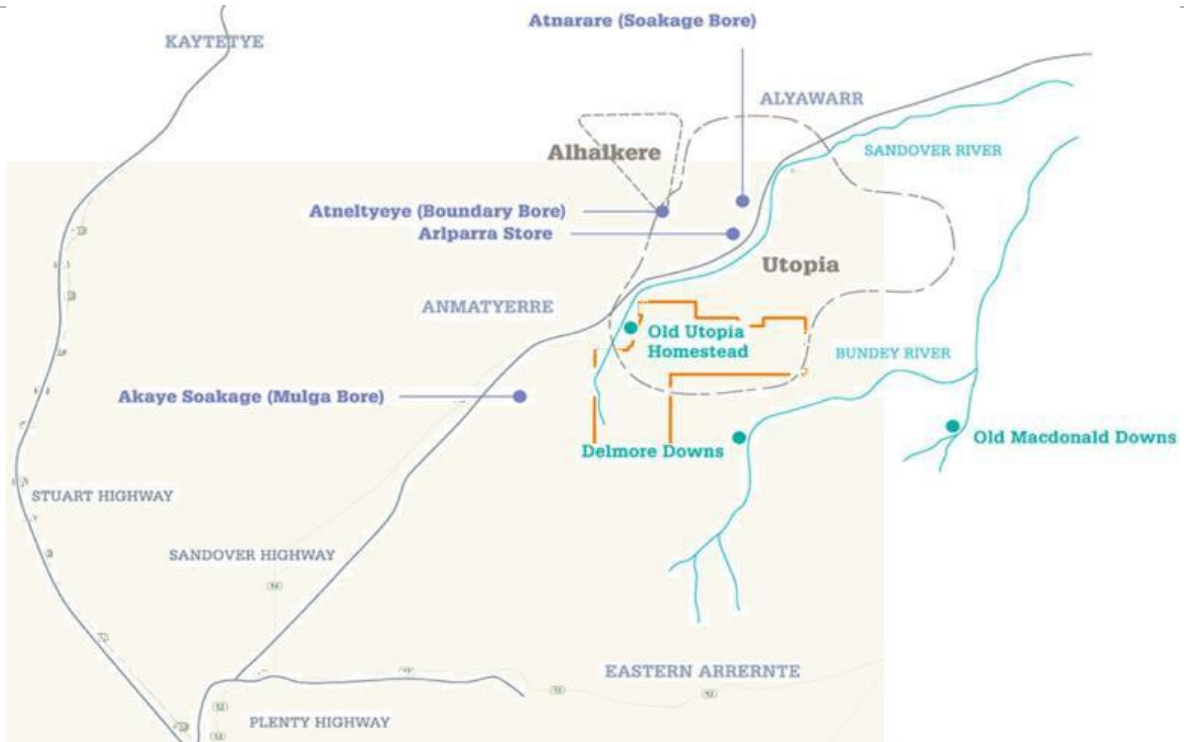 Atnarare (Soakage Bore)
KAYTETYE
ALYAWARR
Alhalkere
SANDOVER RIVER
Atneltyeye (Boundary Bore)
Arlparra Store
Utopia
ANMATYERRE
Old Utopia
Homestead
BUNDEY RIVER
Akaye Soakage (Mulga Bore)
Old Macdonald Downs
Delmore Downs
STUART HIGHWAY
SANDOVER HIGHWAY
EASTERN ARRERNTE
PLENTY HIGHWAY